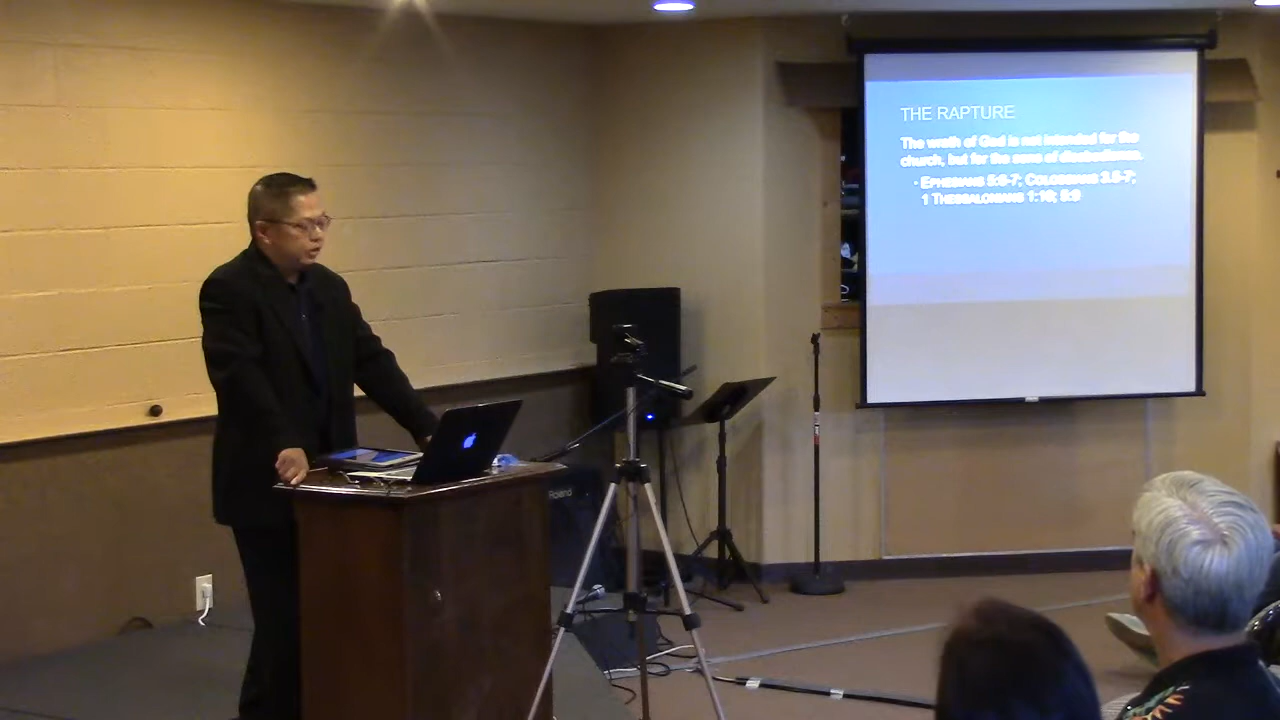 THE RAPTURE
The wrath of God is not intended for the
church, but for the sons of disobedience.
· EPHESIANS 5:6-7; COLOSSIANS 3:5-7;
1 THESSALONIANS 1:10; 5:9
Roland